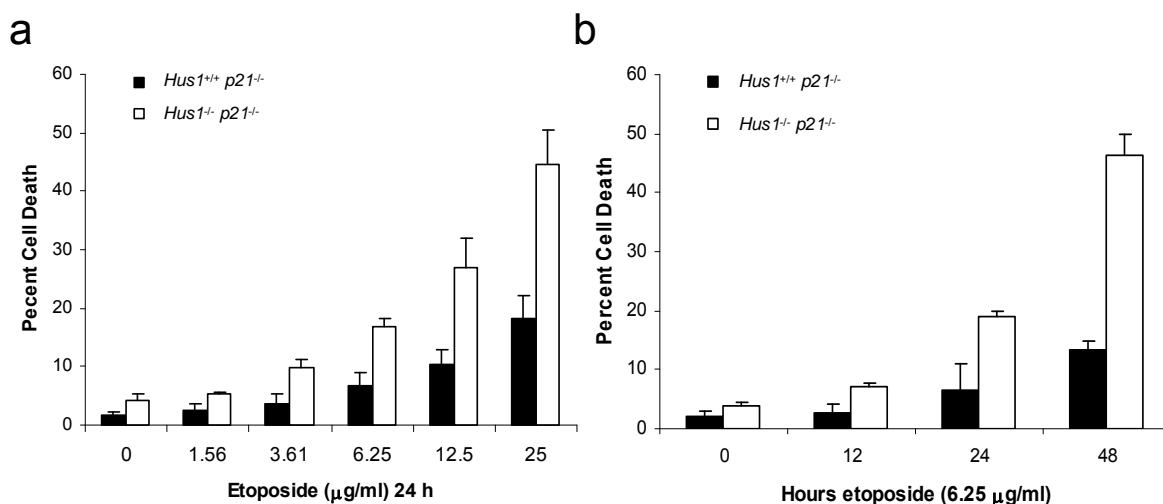 a
60
50
40
30
20
10
0
Pecent Cell Death
Hus1+/+ p21-/-
Hus1-/- p21-/-
0 1.56 3.61 6.25 12.5 25
Etoposide (μg/ml) 24 h
b
60
50
40
30
20
10
0
Percent Cell Death
Hus1+/+ p21-/-
Hus1-/- p21-/-
0 12 24 48
Hours etoposide (6.25 μg/ml)